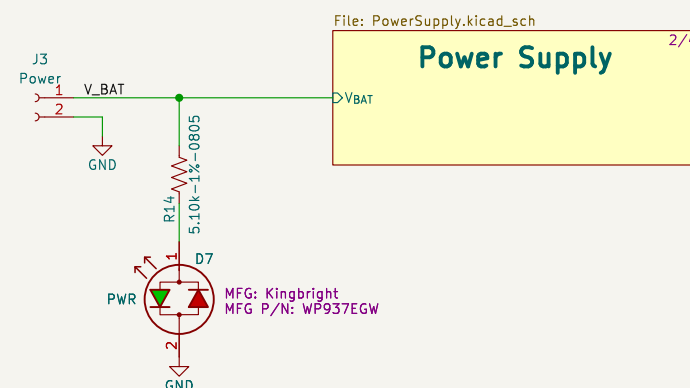 File: PowerSupply.kicad_sch
2/
Power Supply
J3
Power
1
V_BAT
2
VBAT
GND
R14
5.10k-1%-0805
1
D7
PWR
MFG: Kingbright
MFG P/N: WP937EGW
2
GND